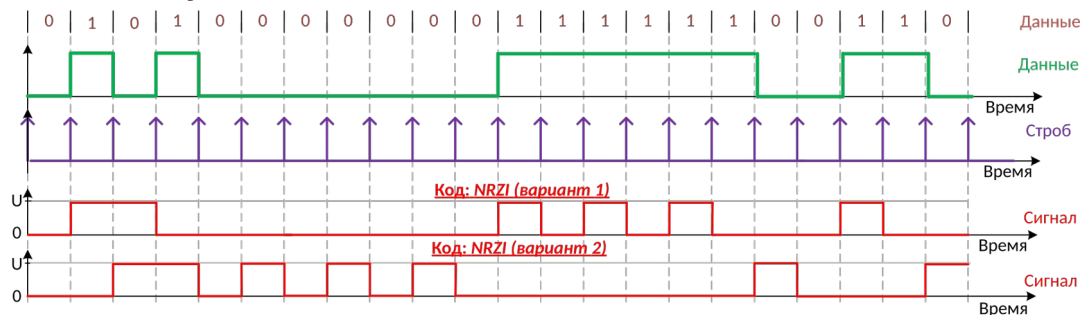 0 1 0 1 0 0 0 0 0 0 0 1 1 1 1 1 1 0 0 1 1 0 Данные
Данные
Время
Строб
Время
Код: NRZI (вариант 1)
U
Сигнал
0
Время
Код: NRZI (вариант 2)
U
Сигнал
0
Время